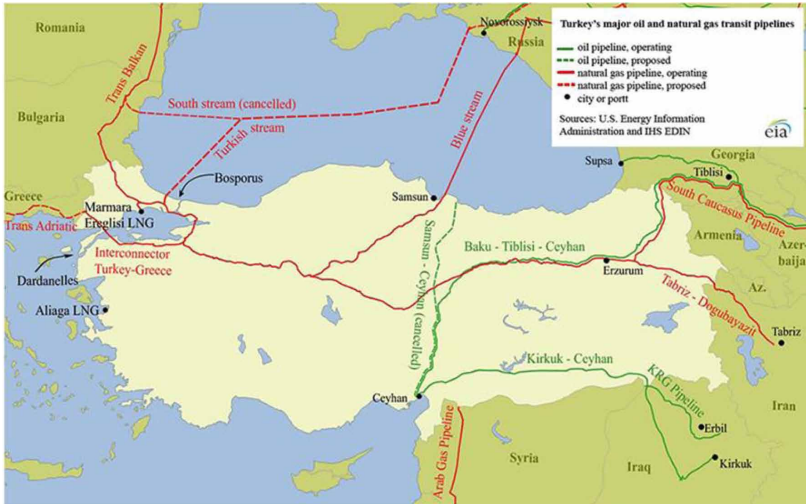 Turkey's major oil and natural gas transit pipelines
oil pipeline, operating
oil pipeline, proposed
natural gas pipeline, operating
natural gas pipeline, proposed
city or portt
Sources: U.S. Energy Information
Administration and IHS EDIN
eia
Romania
Novorossiysk
Russia
Trans Balkan
South stream (cancelled)
Turkish stream
Blue stream
Bulgaria
Bosporus
Supsa
Georgia
Tiblisi
South Caucasus Pipeline
Greece
Marmara
Ereglisi LNG
Samsun
Trans Adriatic
Armenia
Azer-
baija
Interconnector
Turkey-Greece
Samsun - Ceyhan (cancelled)
Baku - Tiblisi - Ceyhan
Erzurum
Dardanelles
Tabriz - Dogubayazit
Az.
Aliaga LNG
Tabriz
Kirkuk - Ceyhan
Ceyhan
KRG Pipeline
Iran
Erbil
Arab Gas Pipeline
Syria
Iraq
Kirkuk